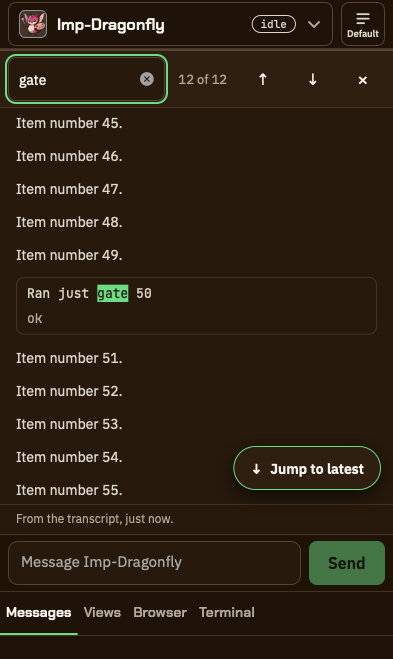 Imp-Dragonfly
idle
Default
gate
12 of 12
Item number 45.
Item number 46.
Item number 47.
Item number 48.
Item number 49.
Ran just gate 50
ok
Item number 51.
Item number 52.
Item number 53.
Item number 54.
↓ Jump to latest
Item number 55.
From the transcript, just now.
Message Imp-Dragonfly
Send
Messages Views Browser Terminal